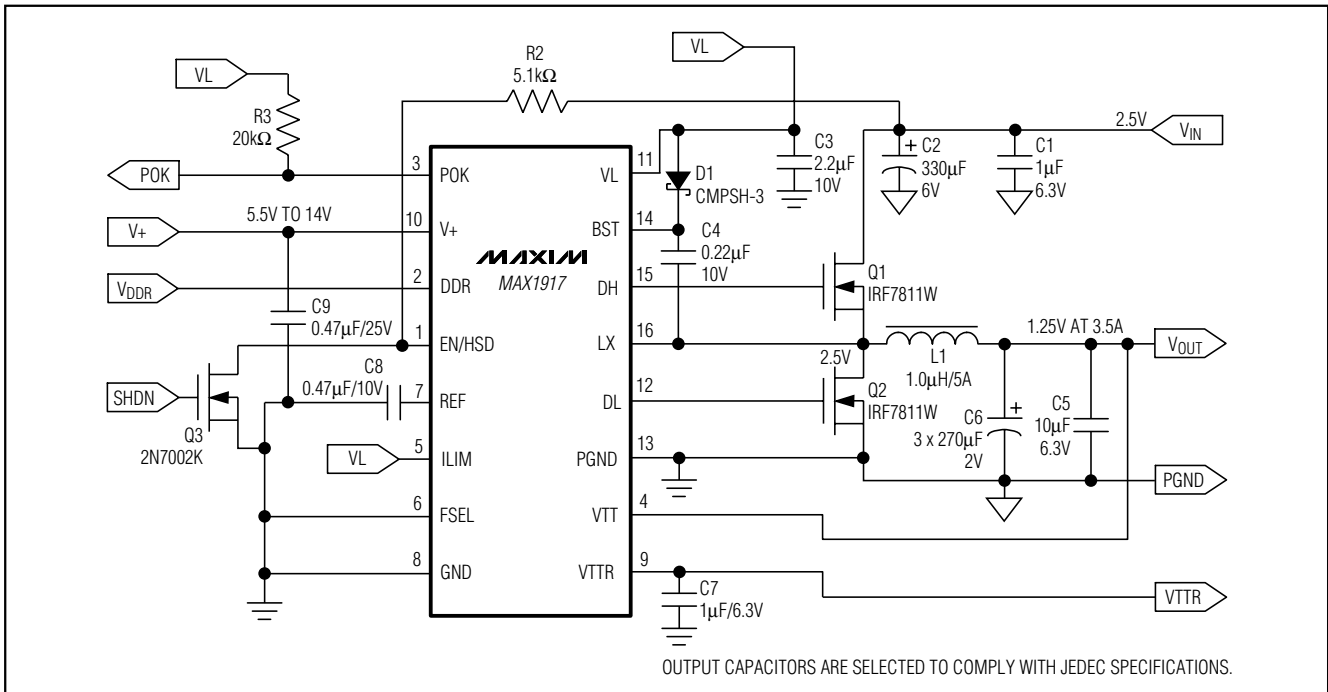 VL
R3
20kΩ
POK
R2
5.1kΩ
VL
2.5V
VIN
3
POK
11
VL
D1
CMPSH-3
C3
2.2µF
10V
+
C2
330µF
6V
C1
1µF
6.3V
V+
5.5V TO 14V
10
V+
MAXIM
MAX1917
14
BST
C4
0.22µF
10V
VDDR
2
DDR
15
DH
Q1
IRF7811W
C9
0.47µF/25V
1
EN/HSD
16
LX
2.5V
L1
1.0µH/5A
1.25V AT 3.5A
VOUT
SHDN
Q3
2N7002K
C8
0.47µF/10V
7
REF
12
DL
Q2
IRF7811W
+
C6
3 x 270µF
2V
C5
10µF
6.3V
VL
5
ILIM
13
PGND
PGND
6
FSEL
4
VTT
8
GND
9
VTTR
C7
1µF/6.3V
VTTR
OUTPUT CAPACITORS ARE SELECTED TO COMPLY WITH JEDEC SPECIFICATIONS.